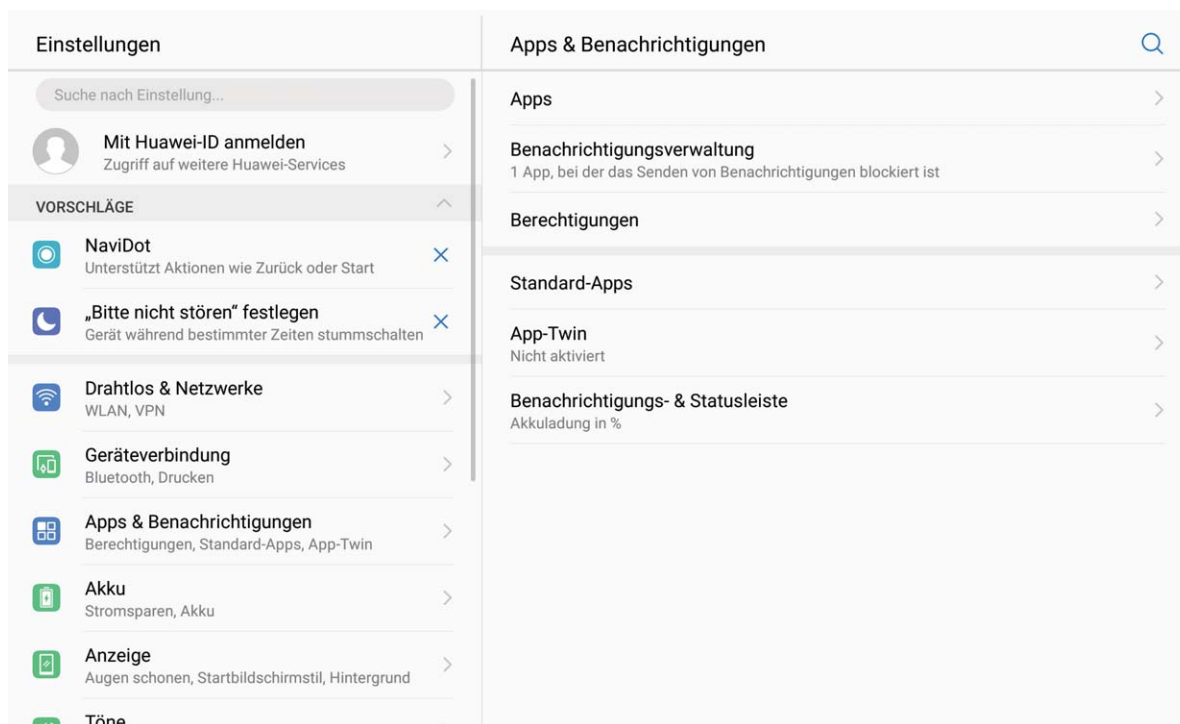 Einstellungen
Suche nach Einstellung...
Mit Huawei-ID anmelden
Zugriff auf weitere Huawei-Services
VORSCHLÄGE
NaviDot
Unterstützt Aktionen wie Zurück oder Start
„Bitte nicht stören“ festlegen
Gerät während bestimmter Zeiten stummschalten
Drahtlos & Netzwerke
WLAN, VPN
Geräteverbindung
Bluetooth, Drucken
Apps & Benachrichtigungen
Berechtigungen, Standard-Apps, App-Twin
Akku
Stromsparen, Akku
Anzeige
Augen schonen, Startbildschirmstil, Hintergrund
Töne
Apps & Benachrichtigungen
Apps
Benachrichtigungsverwaltung
1 App, bei der das Senden von Benachrichtigungen blockiert ist
Berechtigungen
Standard-Apps
App-Twin
Nicht aktiviert
Benachrichtigungs- & Statusleiste
Akkuladung in %